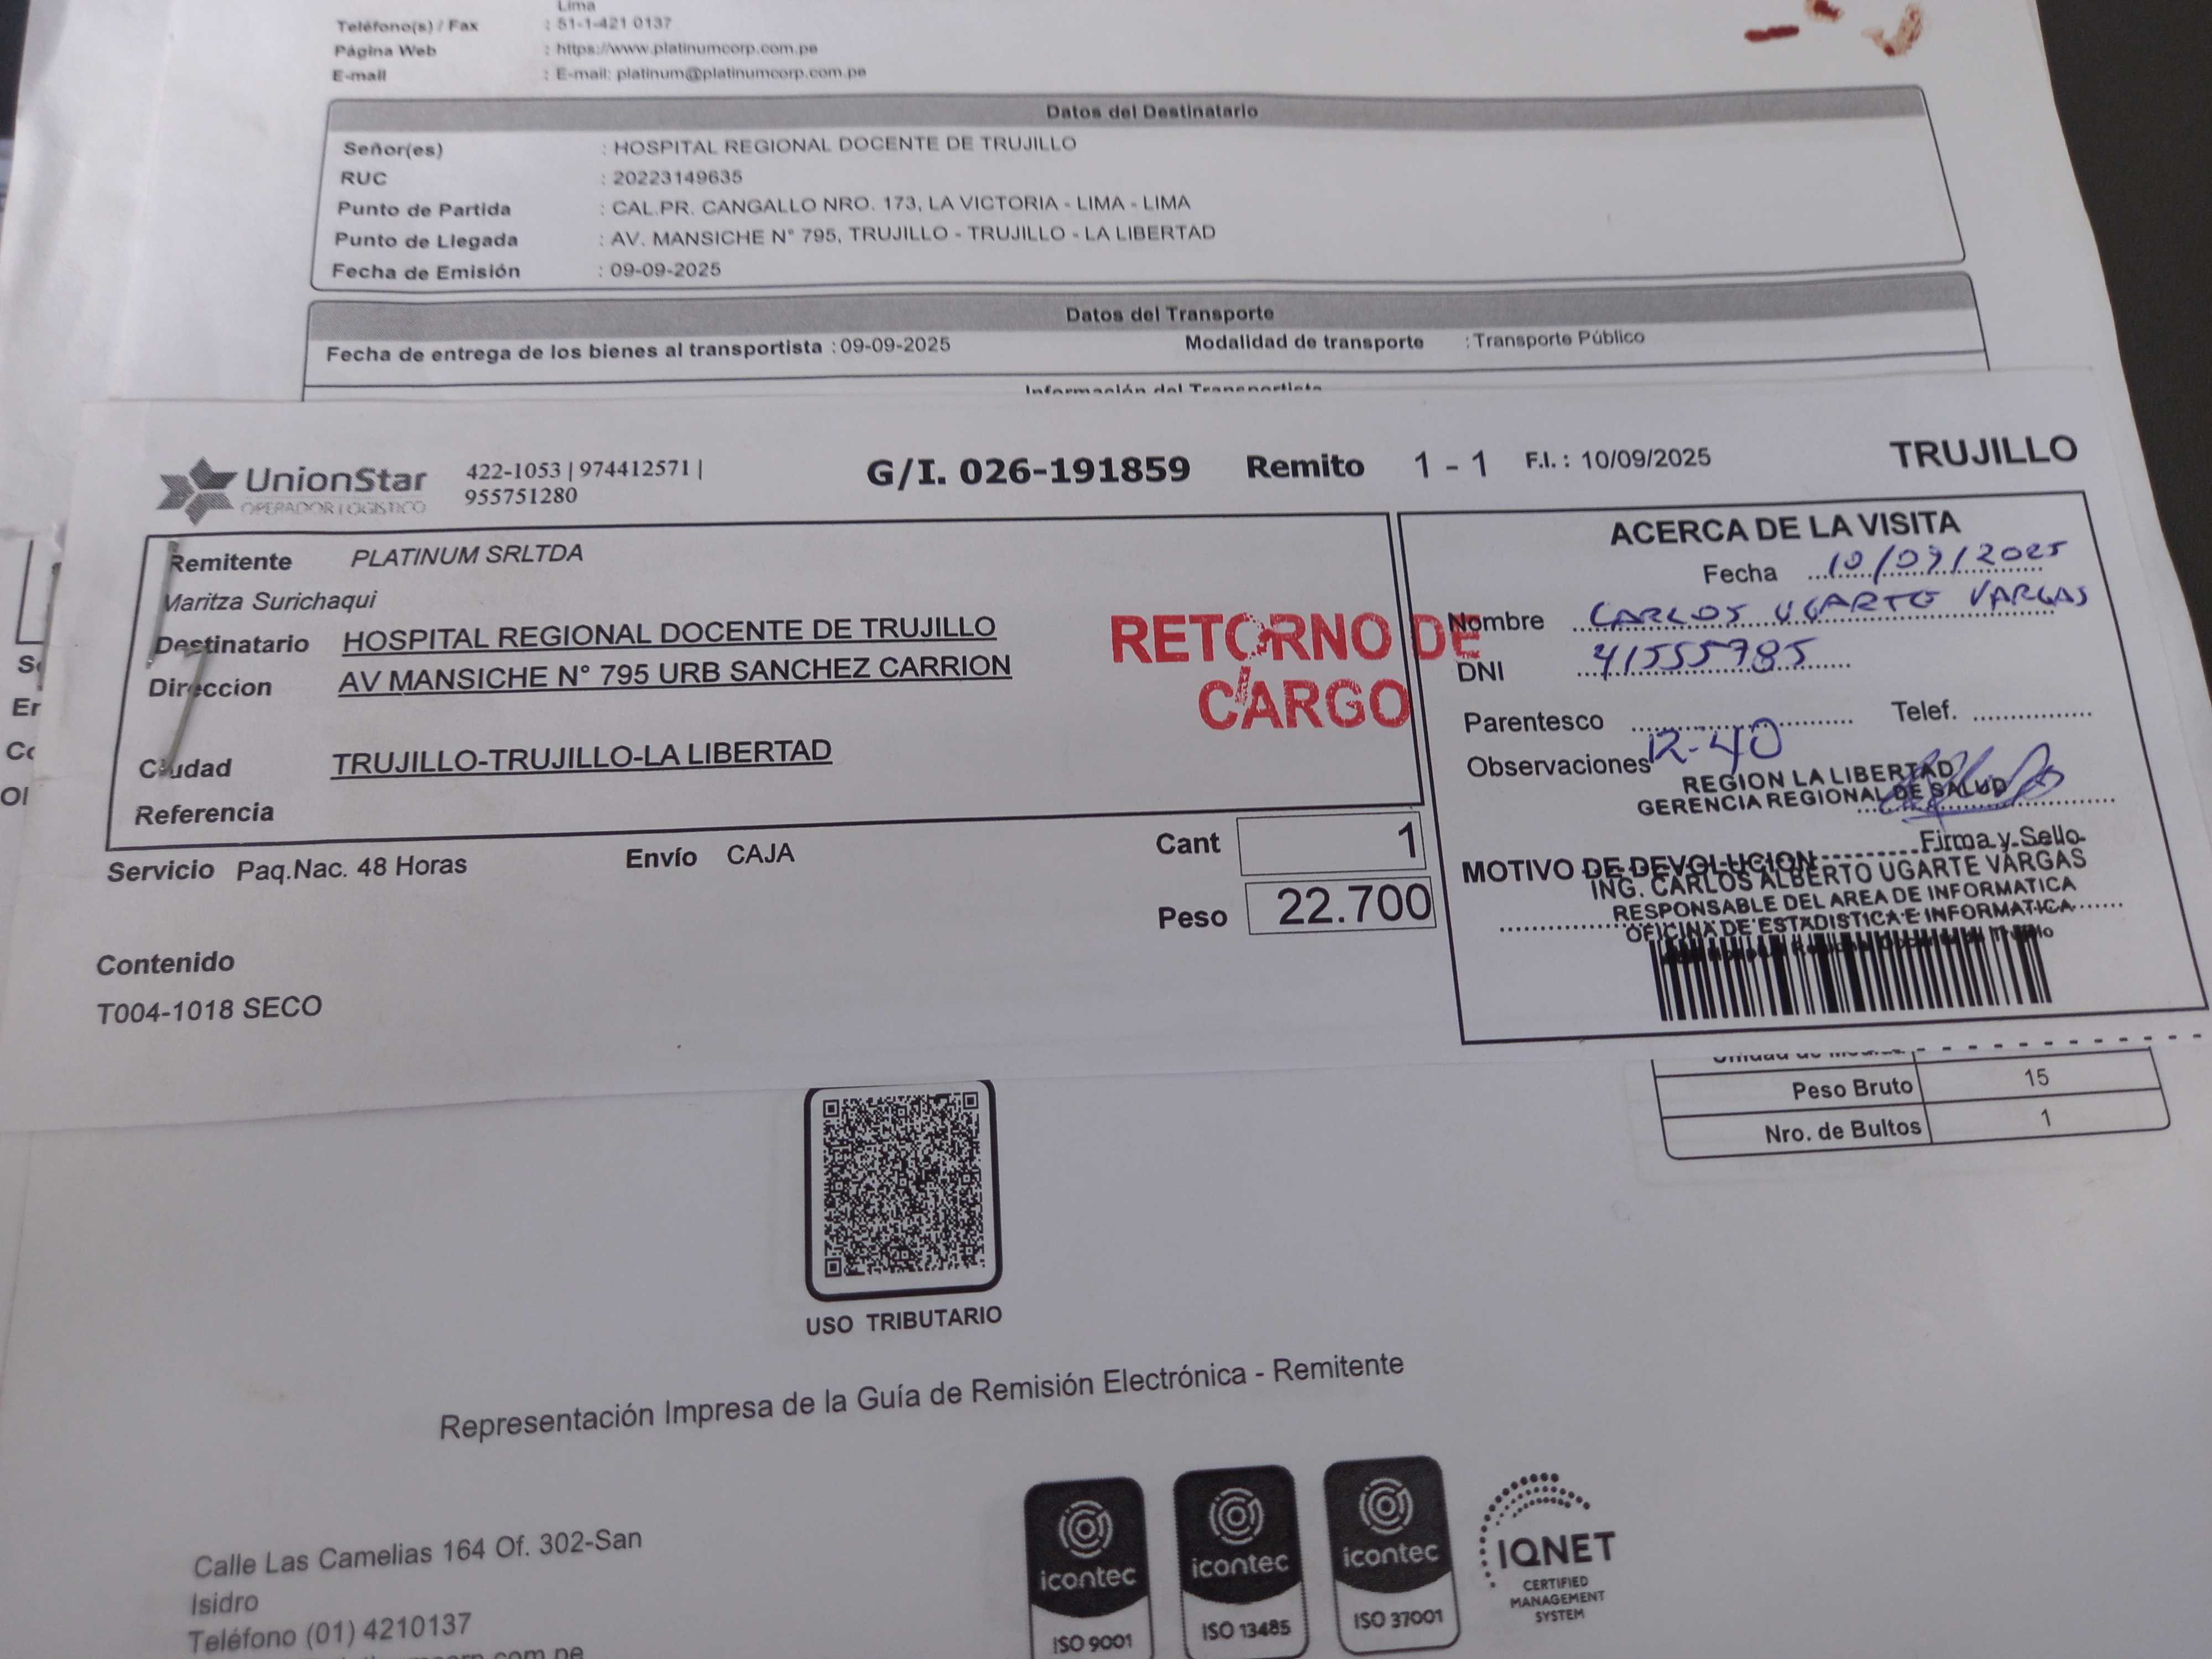 Lima
Teléfono(s) / Fax : 51-1-421 0137
Página Web : https://www.platinumcorp.com.pe
E-mail : E-mail: platinum@platinumcorp.com.pe
Datos del Destinatario
Señor(es) : HOSPITAL REGIONAL DOCENTE DE TRUJILLO
RUC : 20223149635
Punto de Partida : CAL.PR. CANGALLO NRO. 173, LA VICTORIA - LIMA - LIMA
Punto de Llegada : AV. MANSICHE N° 795, TRUJILLO - TRUJILLO - LA LIBERTAD
Fecha de Emisión : 09-09-2025
Datos del Transporte
Fecha de entrega de los bienes al transportista : 09-09-2025 Modalidad de transporte : Transporte Público
Información del Transportista
UnionStar
OPERADOR LOGISTICO
422-1053 | 974412571 |
955751280
G/I. 026-191859 Remito 1 - 1 F.I. : 10/09/2025 TRUJILLO
Remitente PLATINUM SRLTDA
Maritza Surichaqui
Destinatario HOSPITAL REGIONAL DOCENTE DE TRUJILLO
Direccion AV MANSICHE N° 795 URB SANCHEZ CARRION
Ciudad TRUJILLO-TRUJILLO-LA LIBERTAD
Referencia
RETORNO DE
CARGO
Servicio Paq.Nac. 48 Horas Envío CAJA
Cant 1
Peso 22.700
Contenido
T004-1018 SECO
ACERCA DE LA VISITA
Fecha 10/09/2025
Nombre CARLOS UGARTE VARGAS
DNI 41555785
Parentesco Telef.
Observaciones 12-40
REGION LA LIBERTAD
GERENCIA REGIONAL DE SALUD
Firma y Sello
MOTIVO DE DEVOLUCION
ING. CARLOS ALBERTO UGARTE VARGAS
RESPONSABLE DEL AREA DE INFORMATICA
OFICINA DE ESTADISTICA E INFORMATICA
Peso Bruto 15
Nro. de Bultos 1
USO TRIBUTARIO
Representación Impresa de la Guía de Remisión Electrónica - Remitente
Calle Las Camelias 164 Of. 302-San
Isidro
Teléfono (01) 4210137
icontec
ISO 9001
icontec
ISO 13485
icontec
ISO 37001
IQNET
CERTIFIED
MANAGEMENT
SYSTEM